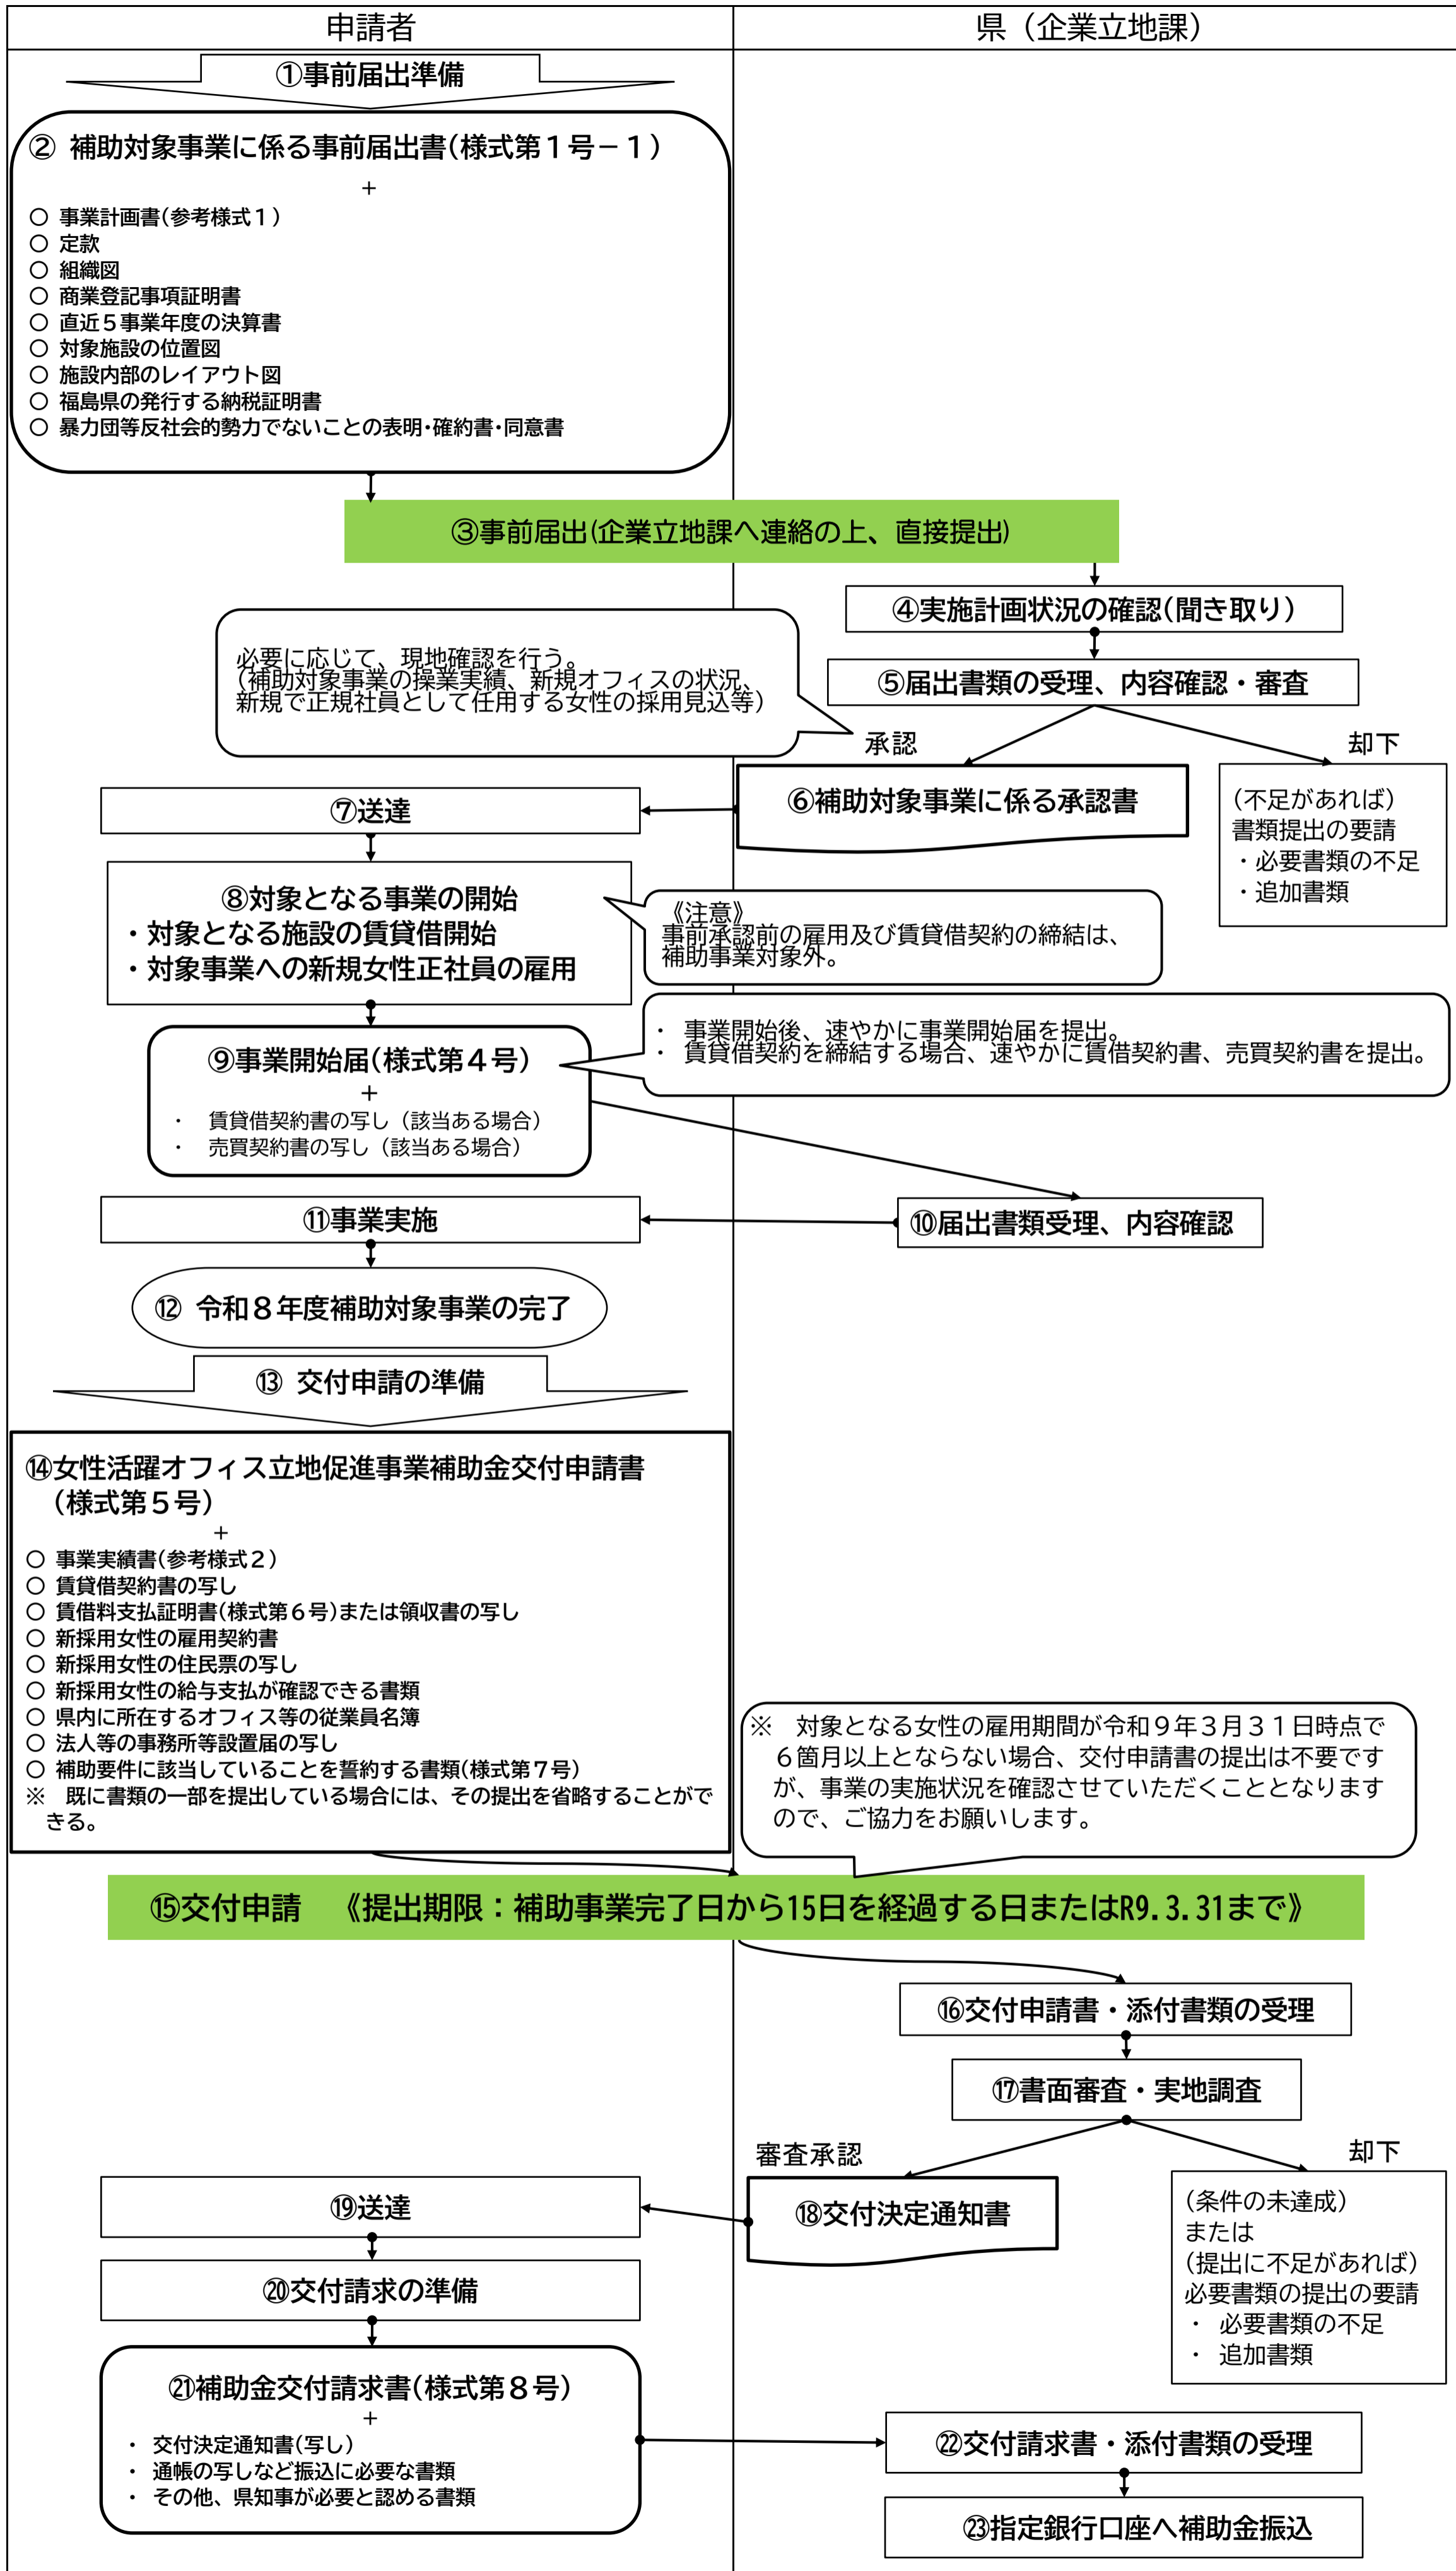 申請者
県（企業立地課）
①事前届出準備
② 補助対象事業に係る事前届出書(様式第１号－１)
＋
○ 事業計画書(参考様式１)
○ 定款
○ 組織図
○ 商業登記事項証明書
○ 直近５事業年度の決算書
○ 対象施設の位置図
○ 施設内部のレイアウト図
○ 福島県の発行する納税証明書
○ 暴力団等反社会的勢力でないことの表明・確約書・同意書
③事前届出(企業立地課へ連絡の上、直接提出)
④実施計画状況の確認(聞き取り)
必要に応じて、現地確認を行う。
（補助対象事業の操業実績、新規オフィスの状況、
新規で正規社員として任用する女性の採用見込等）
⑤届出書類の受理、内容確認・審査
承認
却下
⑥補助対象事業に係る承認書
（不足があれば）
書類提出の要請
・必要書類の不足
・追加書類
⑦送達
⑧対象となる事業の開始
・対象となる施設の賃貸借開始
・対象事業への新規女性正社員の雇用
《注意》
事前承認前の雇用及び賃貸借契約の締結は、
補助事業対象外。
⑨事業開始届(様式第４号)
＋
・　賃貸借契約書の写し（該当ある場合）
・　売買契約書の写し（該当ある場合）
・　事業開始後、速やかに事業開始届を提出。
・　賃貸借契約を締結する場合、速やかに賃借契約書、売買契約書を提出。
⑩届出書類受理、内容確認
⑪事業実施
⑫ 令和８年度補助対象事業の完了
⑬ 交付申請の準備
⑭女性活躍オフィス立地促進事業補助金交付申請書
（様式第５号）
＋
○ 事業実績書(参考様式２)
○ 賃貸借契約書の写し
○ 賃借料支払証明書(様式第６号)または領収書の写し
○ 新採用女性の雇用契約書
○ 新採用女性の住民票の写し
○ 新採用女性の給与支払が確認できる書類
○ 県内に所在するオフィス等の従業員名簿
○ 法人等の事務所等設置届の写し
○ 補助要件に該当していることを誓約する書類(様式第７号)
※　既に書類の一部を提出している場合には、その提出を省略することがで
きる。
※　対象となる女性の雇用期間が令和９年３月３１日時点で
６箇月以上とならない場合、交付申請書の提出は不要です
が、事業の実施状況を確認させていただくこととなります
ので、ご協力をお願いします。
⑮交付申請　《提出期限：補助事業完了日から15日を経過する日またはR9.3.31まで》
⑯交付申請書・添付書類の受理
⑰書面審査・実地調査
審査承認
却下
⑱交付決定通知書
（条件の未達成）
または
（提出に不足があれば）
必要書類の提出の要請
・　必要書類の不足
・　追加書類
⑲送達
⑳交付請求の準備
㉑補助金交付請求書(様式第８号)
＋
・ 交付決定通知書(写し)
・ 通帳の写しなど振込に必要な書類
・ その他、県知事が必要と認める書類
㉒交付請求書・添付書類の受理
㉓指定銀行口座へ補助金振込